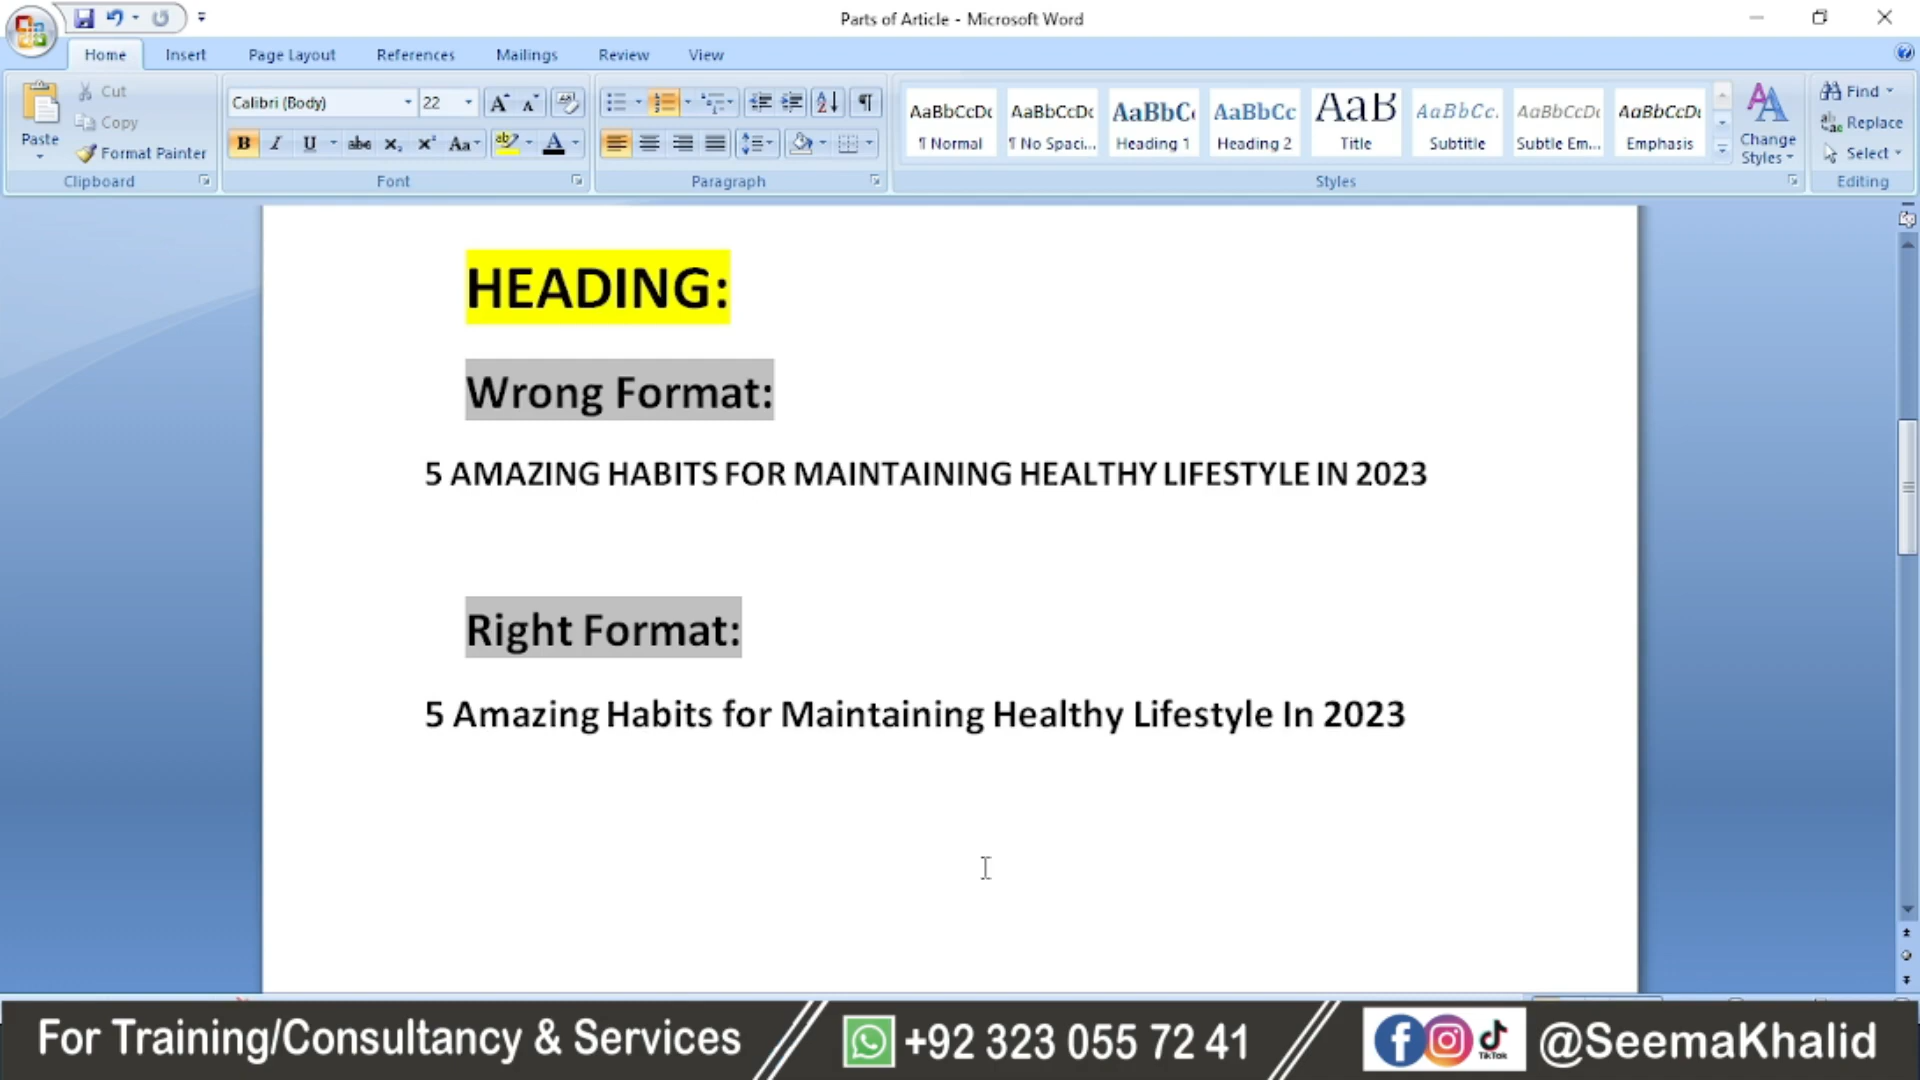 Parts of Article - Microsoft Word
Home Insert Page Layout References Mailings Review View
Paste
Cut
Copy
Format Painter
Clipboard
Calibri (Body) 22
Font
Paragraph
AaBbCcDc AaBbCcDc AaBbC AaBbCc AaB AaBbCc. AaBbCcDc AaBbCcDc
¶ Normal ¶ No Spaci... Heading 1 Heading 2 Title Subtitle Subtle Em... Emphasis
Styles
Change
Styles
Find
Replace
Select
Editing
HEADING:
Wrong Format:
5 AMAZING HABITS FOR MAINTAINING HEALTHY LIFESTYLE IN 2023
Right Format:
5 Amazing Habits for Maintaining Healthy Lifestyle In 2023
For Training/Consultancy & Services +92 323 055 72 41 TikTok @SeemaKhalid